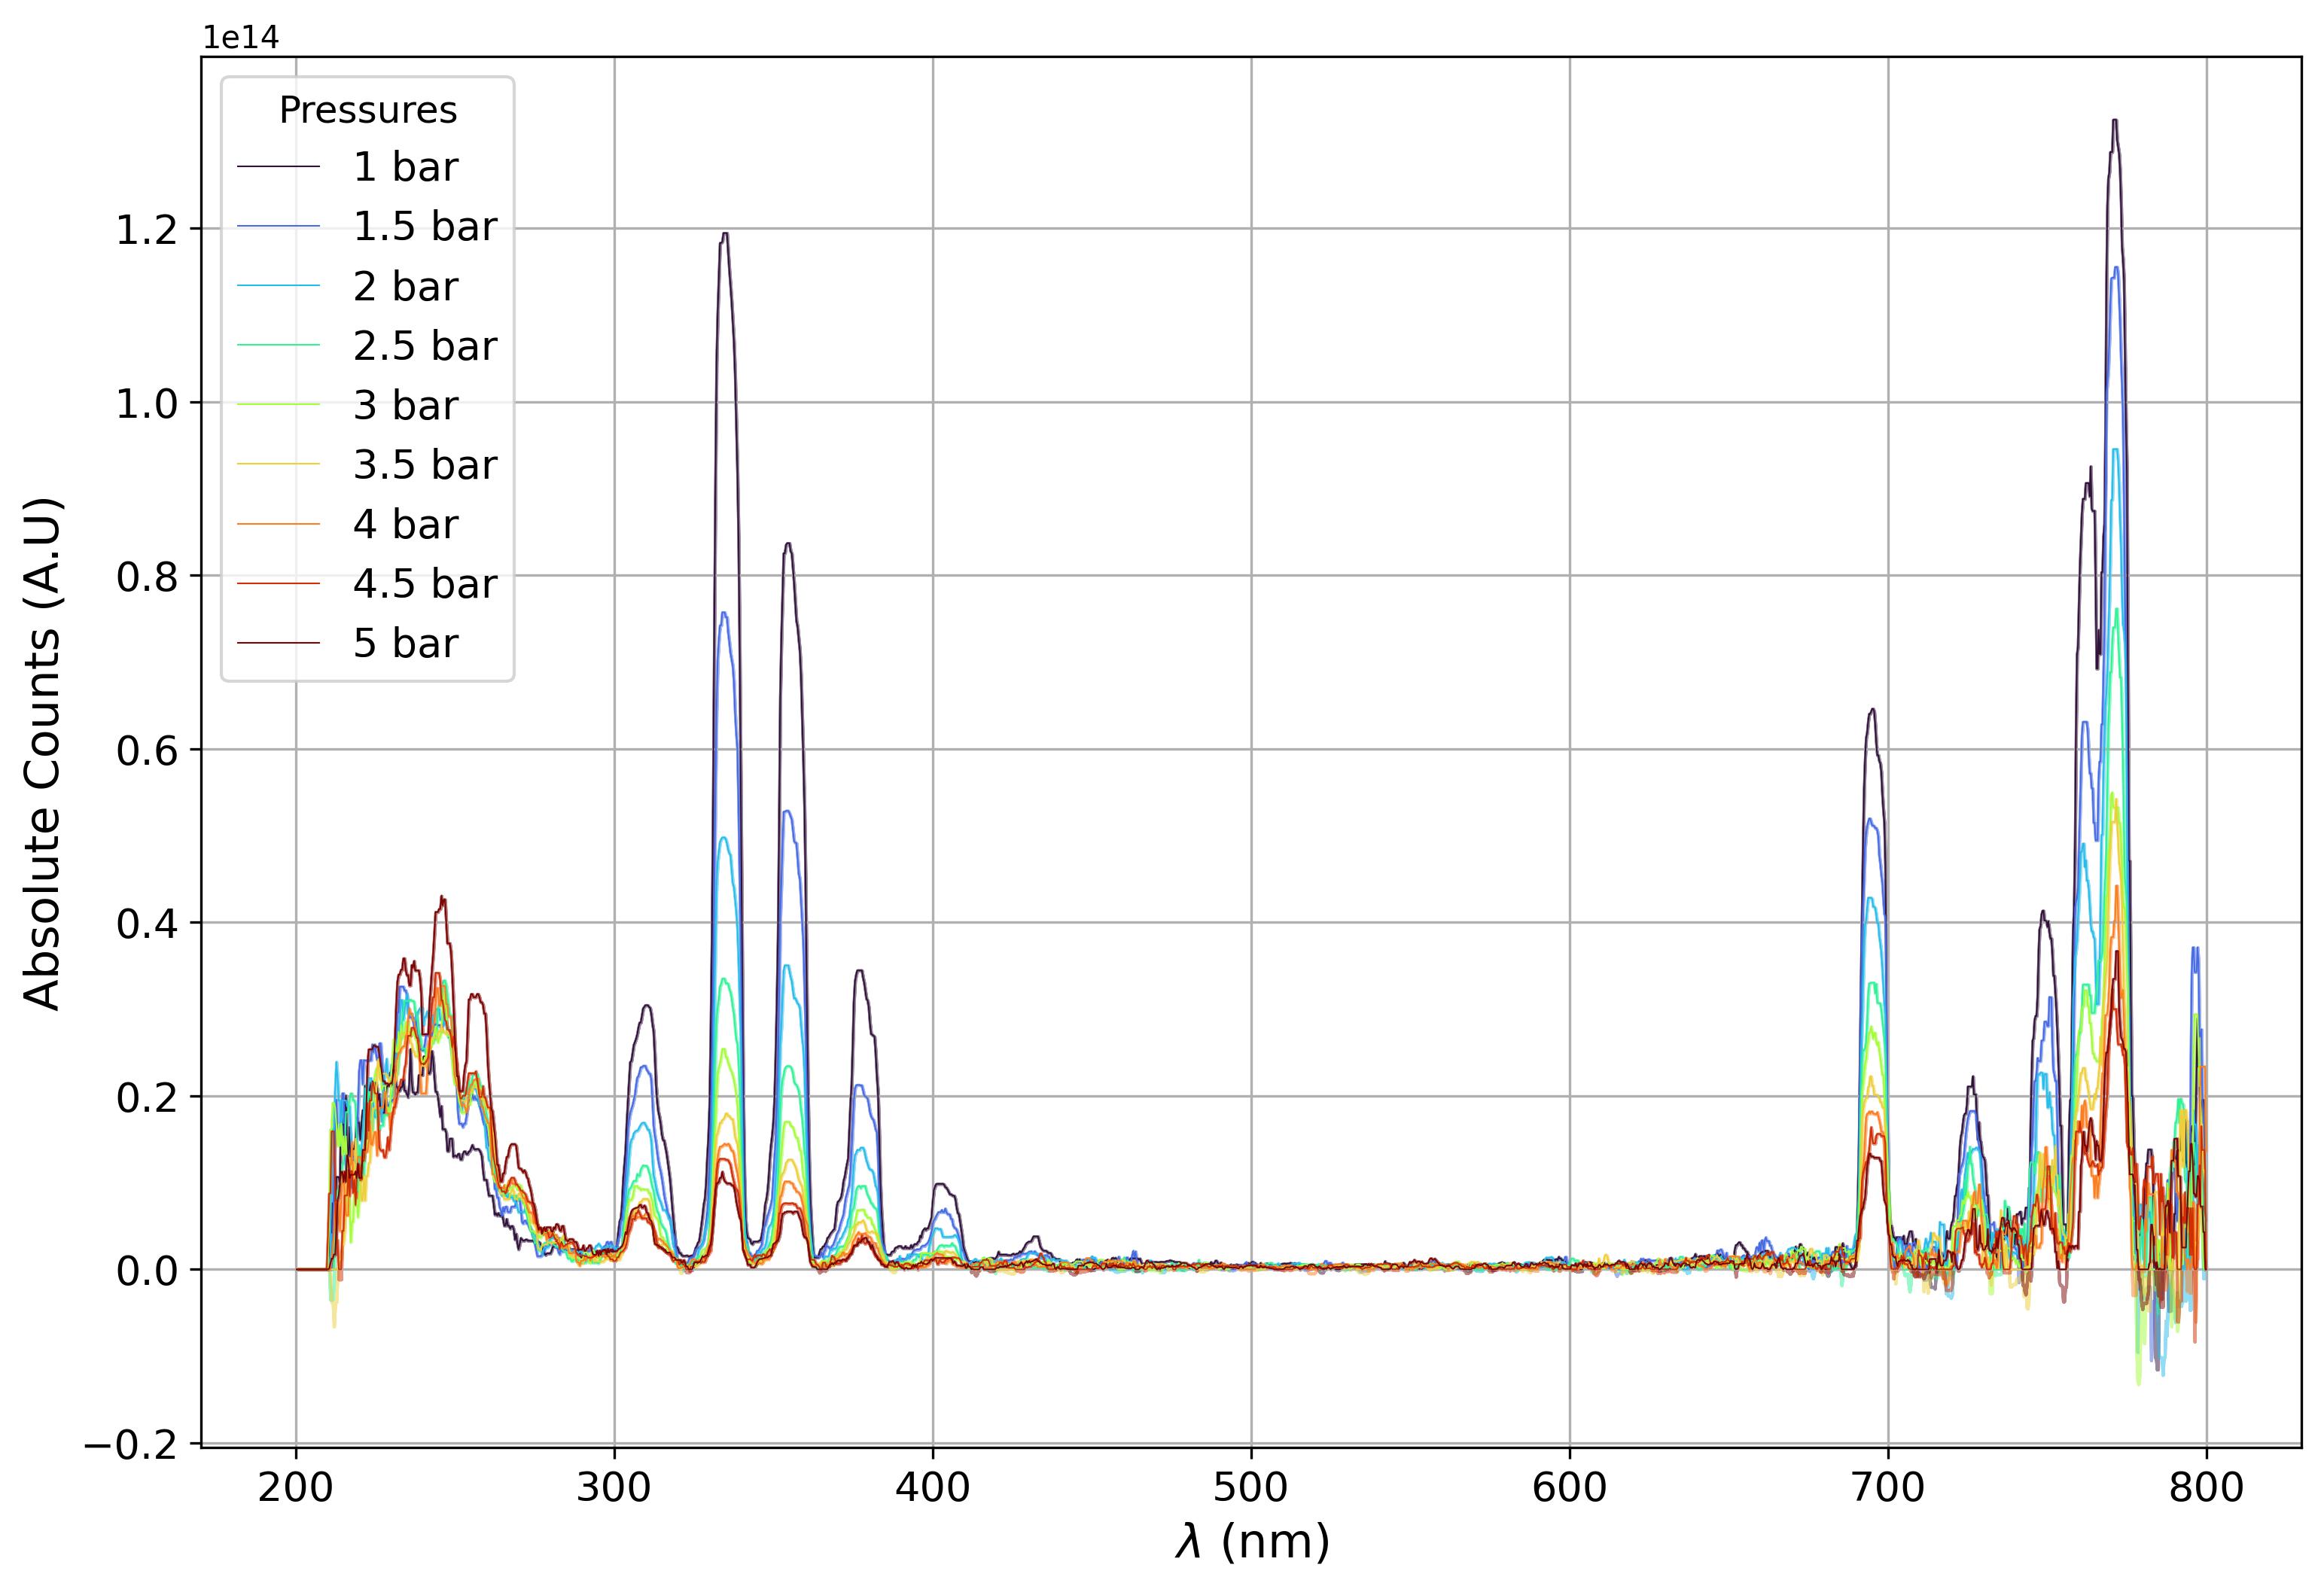 1e14
Pressures
1 bar
1.5 bar
2 bar
2.5 bar
3 bar
3.5 bar
4 bar
4.5 bar
5 bar
Absolute Counts (A.U)
1.2
1.0
0.8
0.6
0.4
0.2
0.0
−0.2
200 300 400 500 600 700 800
λ (nm)